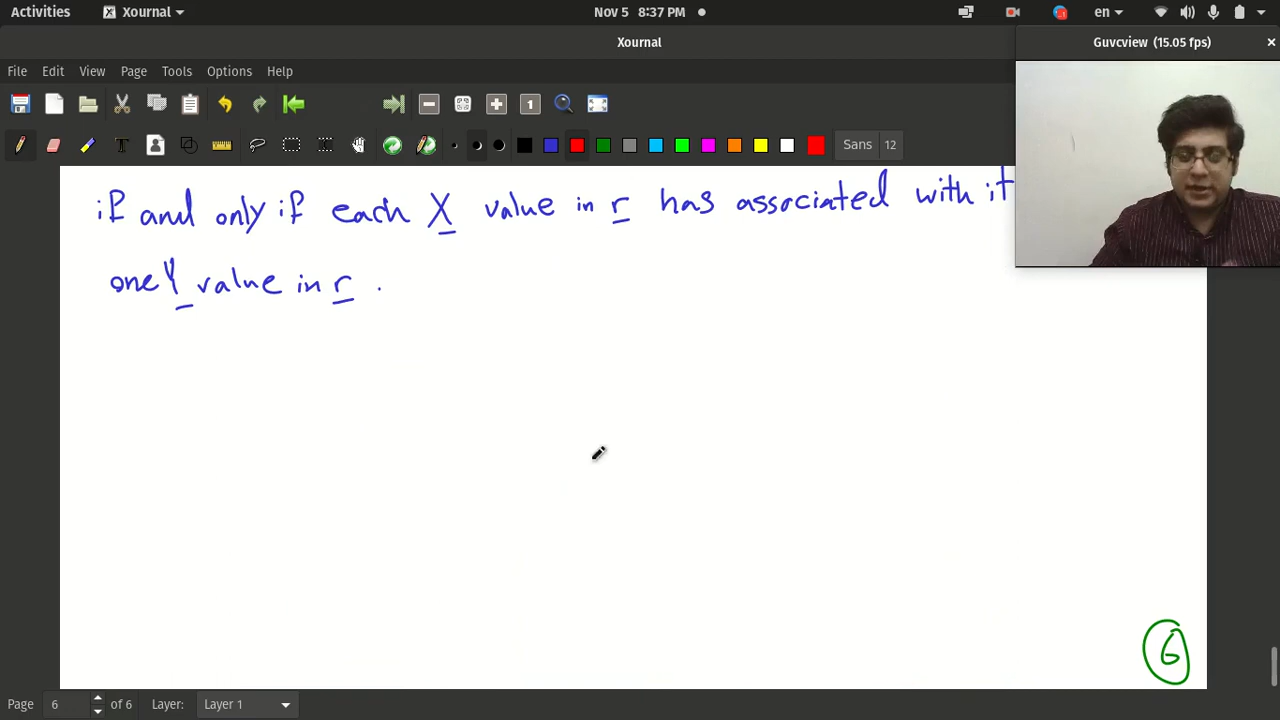 Activities Xournal Nov 5 8:37 PM en
Xournal
Guvcview (15.05 fps)
File Edit View Page Tools Options Help
1
T Sans 12
if and only if each X value in r has associated with it
one Y value in r .
6
Page 6 of 6 Layer: Layer 1